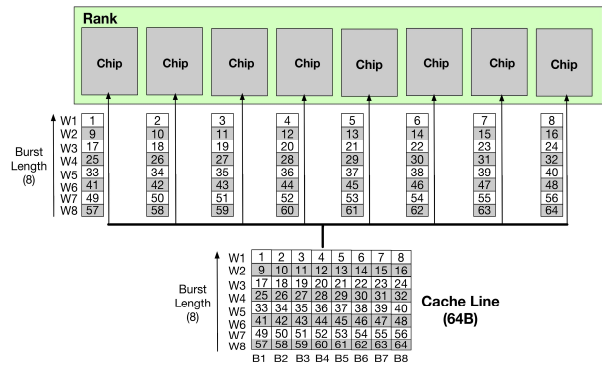 Rank
Chip Chip Chip Chip Chip Chip Chip Chip
W1 1 2 3 4 5 6 7 8
W2 9 10 11 12 13 14 15 16
W3 17 18 19 20 21 22 23 24
W4 25 26 27 28 29 30 31 32
W5 33 34 35 36 37 38 39 40
W6 41 42 43 44 45 46 47 48
W7 49 50 51 52 53 54 55 56
W8 57 58 59 60 61 62 63 64
Burst
Length
(8)
W1 1 2 3 4 5 6 7 8
W2 9 10 11 12 13 14 15 16
W3 17 18 19 20 21 22 23 24
W4 25 26 27 28 29 30 31 32
W5 33 34 35 36 37 38 39 40
W6 41 42 43 44 45 46 47 48
W7 49 50 51 52 53 54 55 56
W8 57 58 59 60 61 62 63 64
B1 B2 B3 B4 B5 B6 B7 B8
Burst
Length
(8)
Cache Line
(64B)